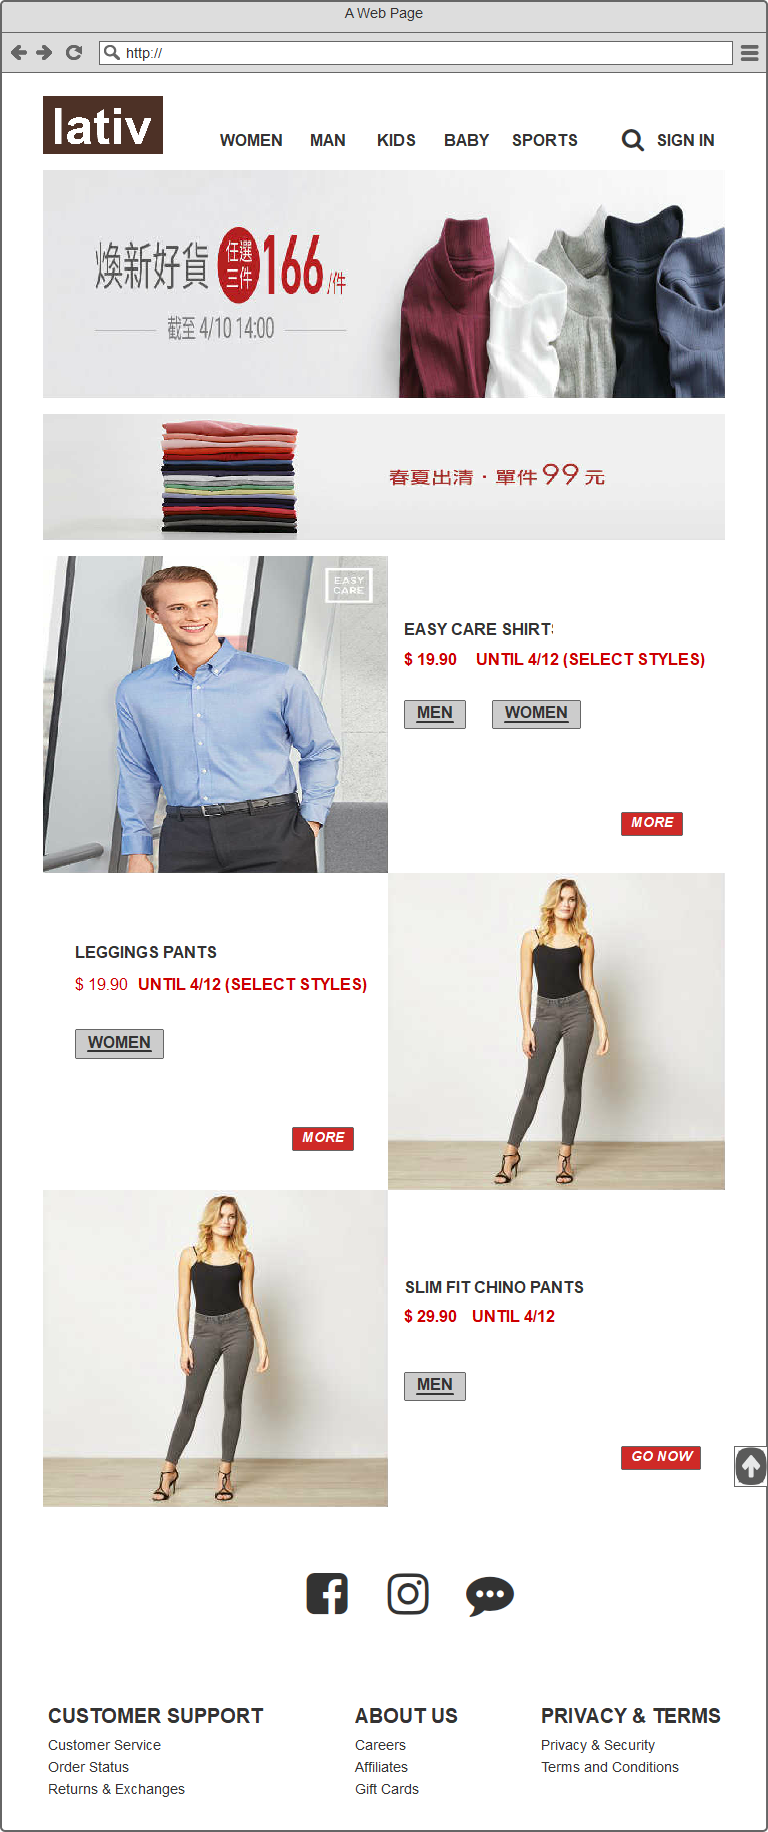 A Web Page
http://
lativ
WOMEN MAN KIDS BABY SPORTS SIGN IN
煥新好貨 任選三件 166/件
截至 4/10 14:00
春夏出清・單件99元
EASY CARE
EASY CARE SHIRTS
$ 19.90 UNTIL 4/12 (SELECT STYLES)
MEN WOMEN
MORE
LEGGINGS PANTS
$ 19.90 UNTIL 4/12 (SELECT STYLES)
WOMEN
MORE
SLIM FIT CHINO PANTS
$ 29.90 UNTIL 4/12
MEN
GO NOW
CUSTOMER SUPPORT ABOUT US PRIVACY & TERMS
Customer Service Careers Privacy & Security
Order Status Affiliates Terms and Conditions
Returns & Exchanges Gift Cards